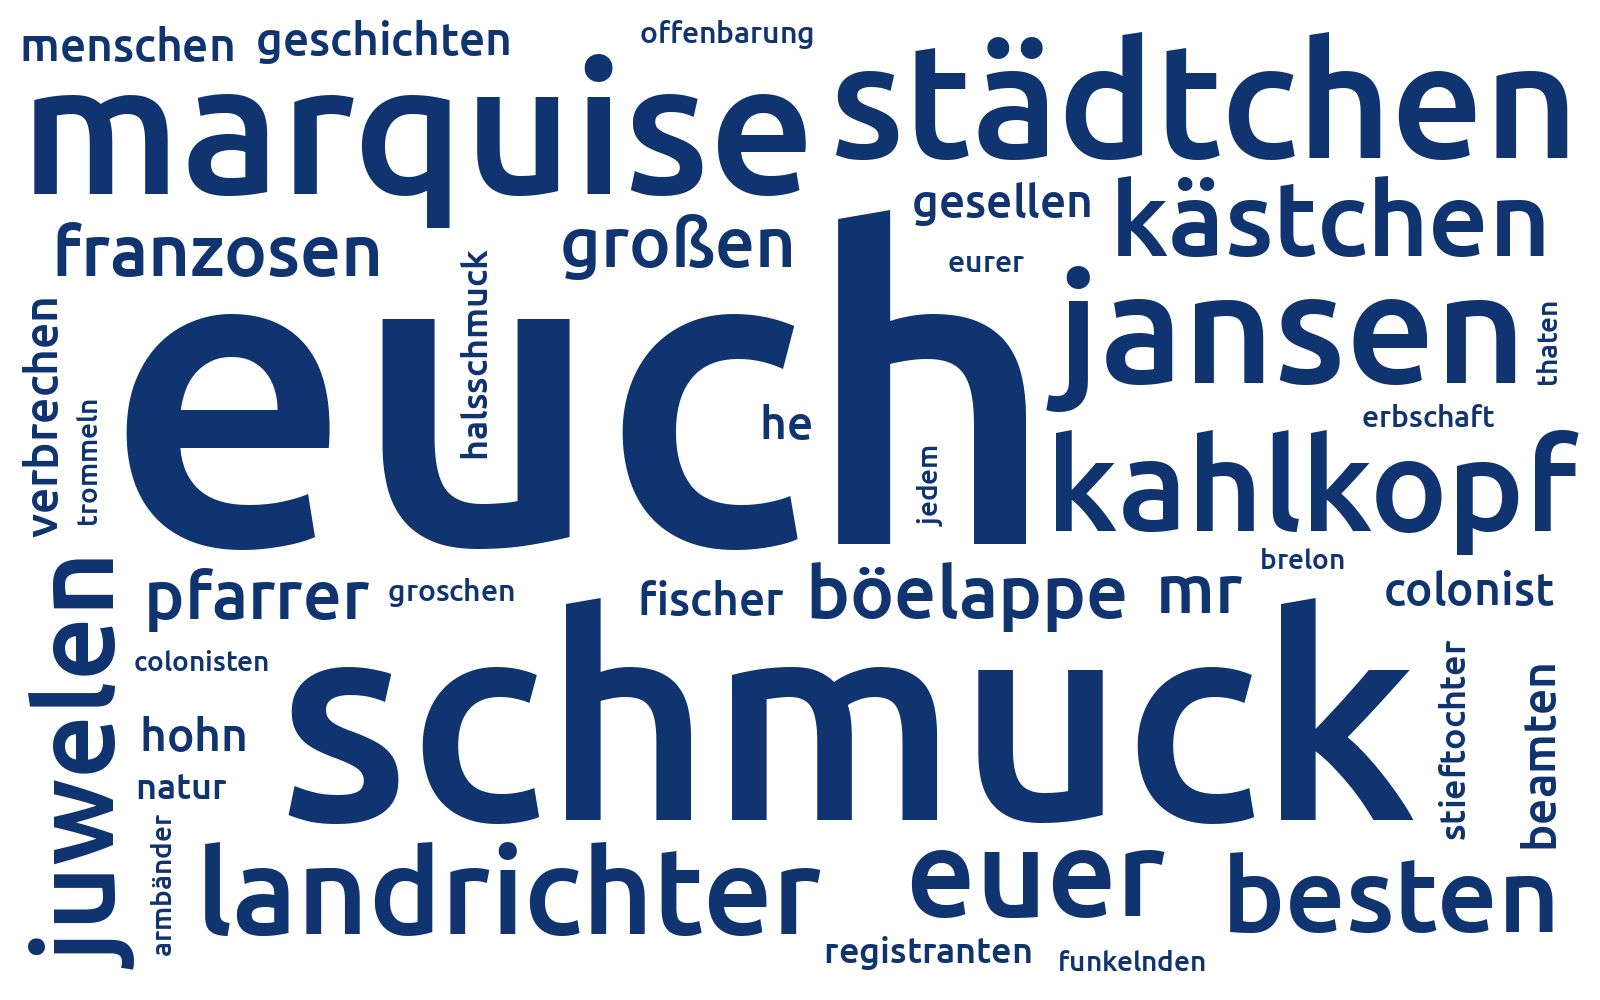 menschen
geschichten
offenbarung
marquise
städtchen
franzosen
großen
gesellen
kästchen
eurer
halsschmuck
euch
jansen
thaten
verbrechen
trommeln
he
jedem
erbschaft
kahlkopf
brelon
pfarrer
groschen
fischer
böelappe
mr
colonist
juwelen
colonisten
schmuck
hohn
natur
stieftochter
beamten
armbänder
landrichter
euer
besten
registranten
funkelnden